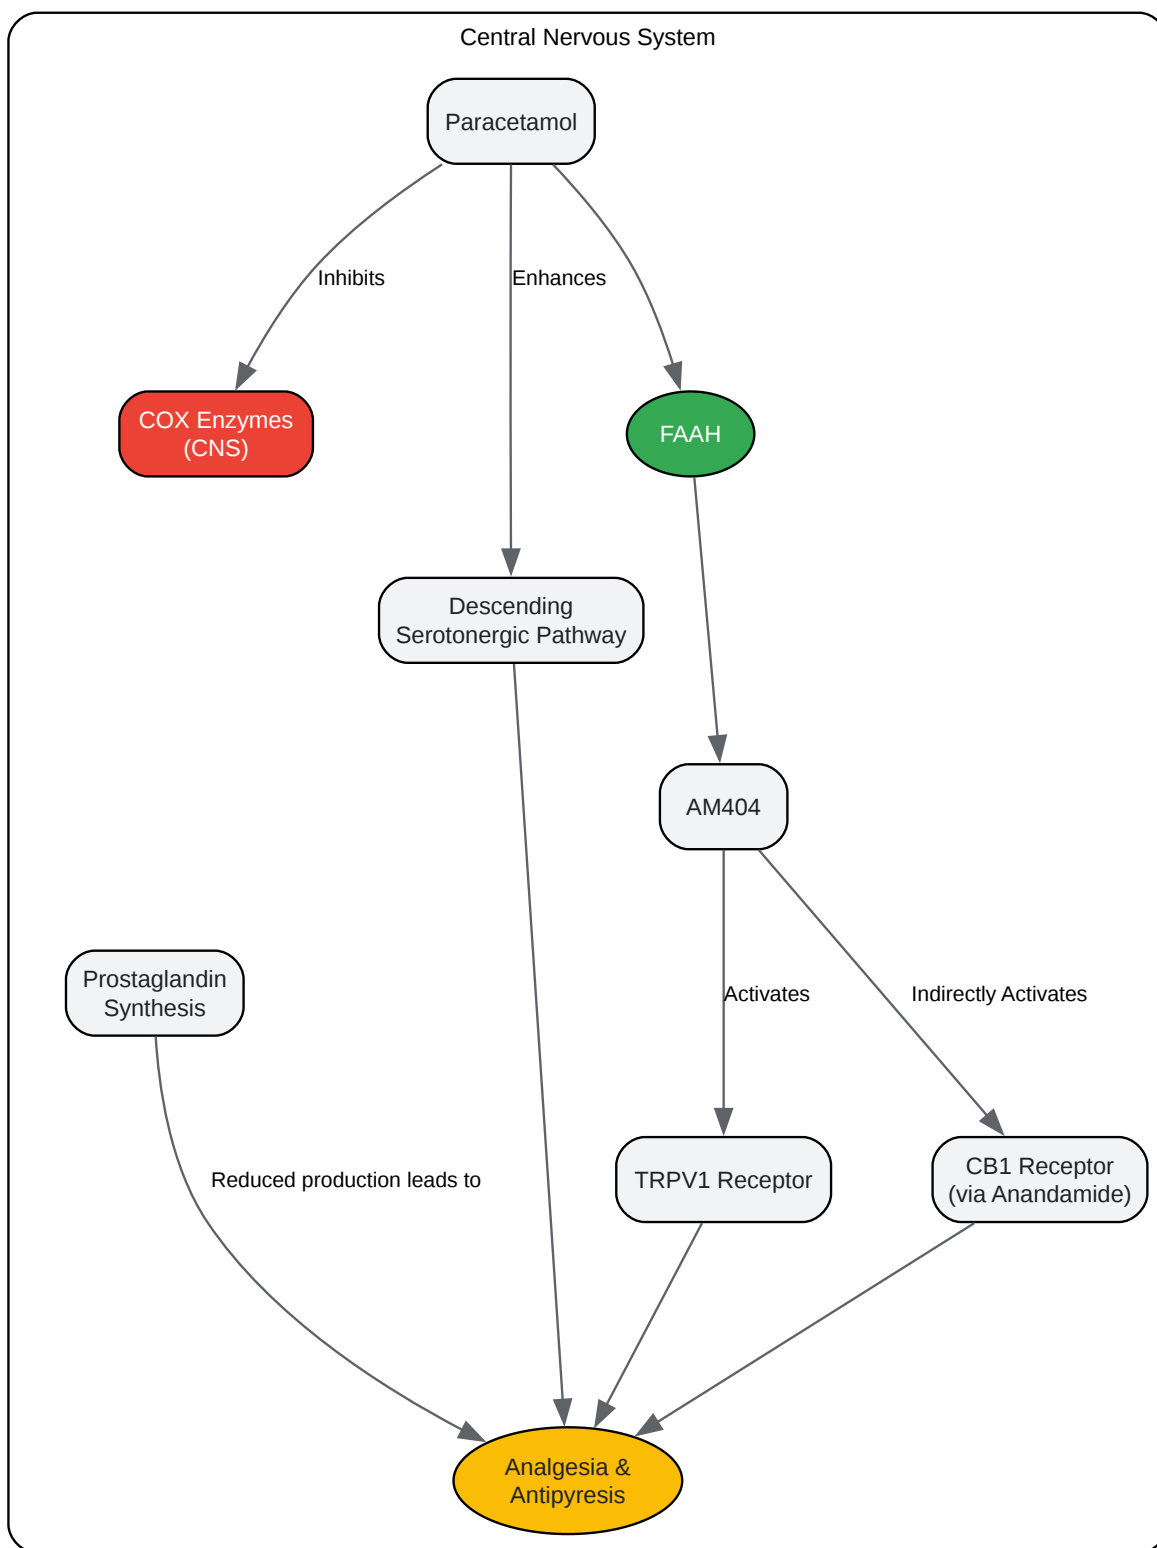 Central Nervous System
Paracetamol
Inhibits
Enhances
COX Enzymes
(CNS)
FAAH
Descending
Serotonergic Pathway
AM404
Prostaglandin
Synthesis
Activates
Indirectly Activates
Reduced production leads to
TRPV1 Receptor
CB1 Receptor
(via Anandamide)
Analgesia &
Antipyresis